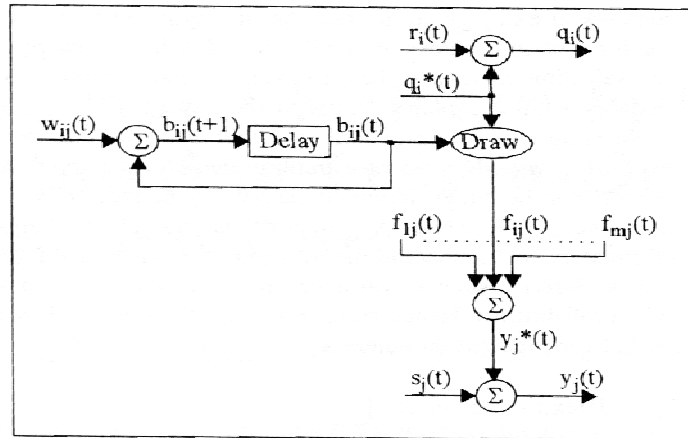 r_i(t) Σ q_i(t)
q_i*(t)
w_ij(t) Σ b_ij(t+1) Delay b_ij(t) Draw
f_1j(t) f_ij(t) f_mj(t)
Σ
y_j*(t)
s_j(t) Σ y_j(t)